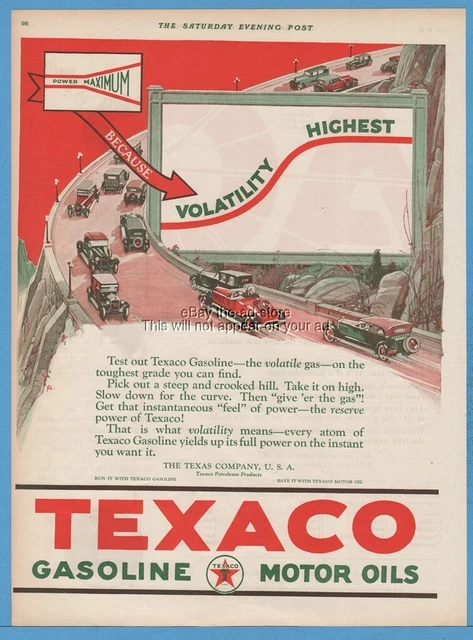 66
THE SATURDAY EVENING POST
POWER MAXIMUM
BECAUSE
VOLATILITY
HIGHEST
eBay the ad store
This will not appear on your ad
Test out Texaco Gasoline—the volatile gas—on the
toughest grade you can find.
Pick out a steep and crooked hill. Take it on high.
Slow down for the curve. Then "give 'er the gas"!
Get that instantaneous "feel" of power—the reserve
power of Texaco!
That is what volatility means—every atom of
Texaco Gasoline yields up its full power on the instant
you want it.
THE TEXAS COMPANY, U. S. A.
Texaco Petroleum Products
RUN IT WITH TEXACO GASOLINE
SAVE IT WITH TEXACO MOTOR OIL
TEXACO
GASOLINE
TEXACO
T
MOTOR OILS